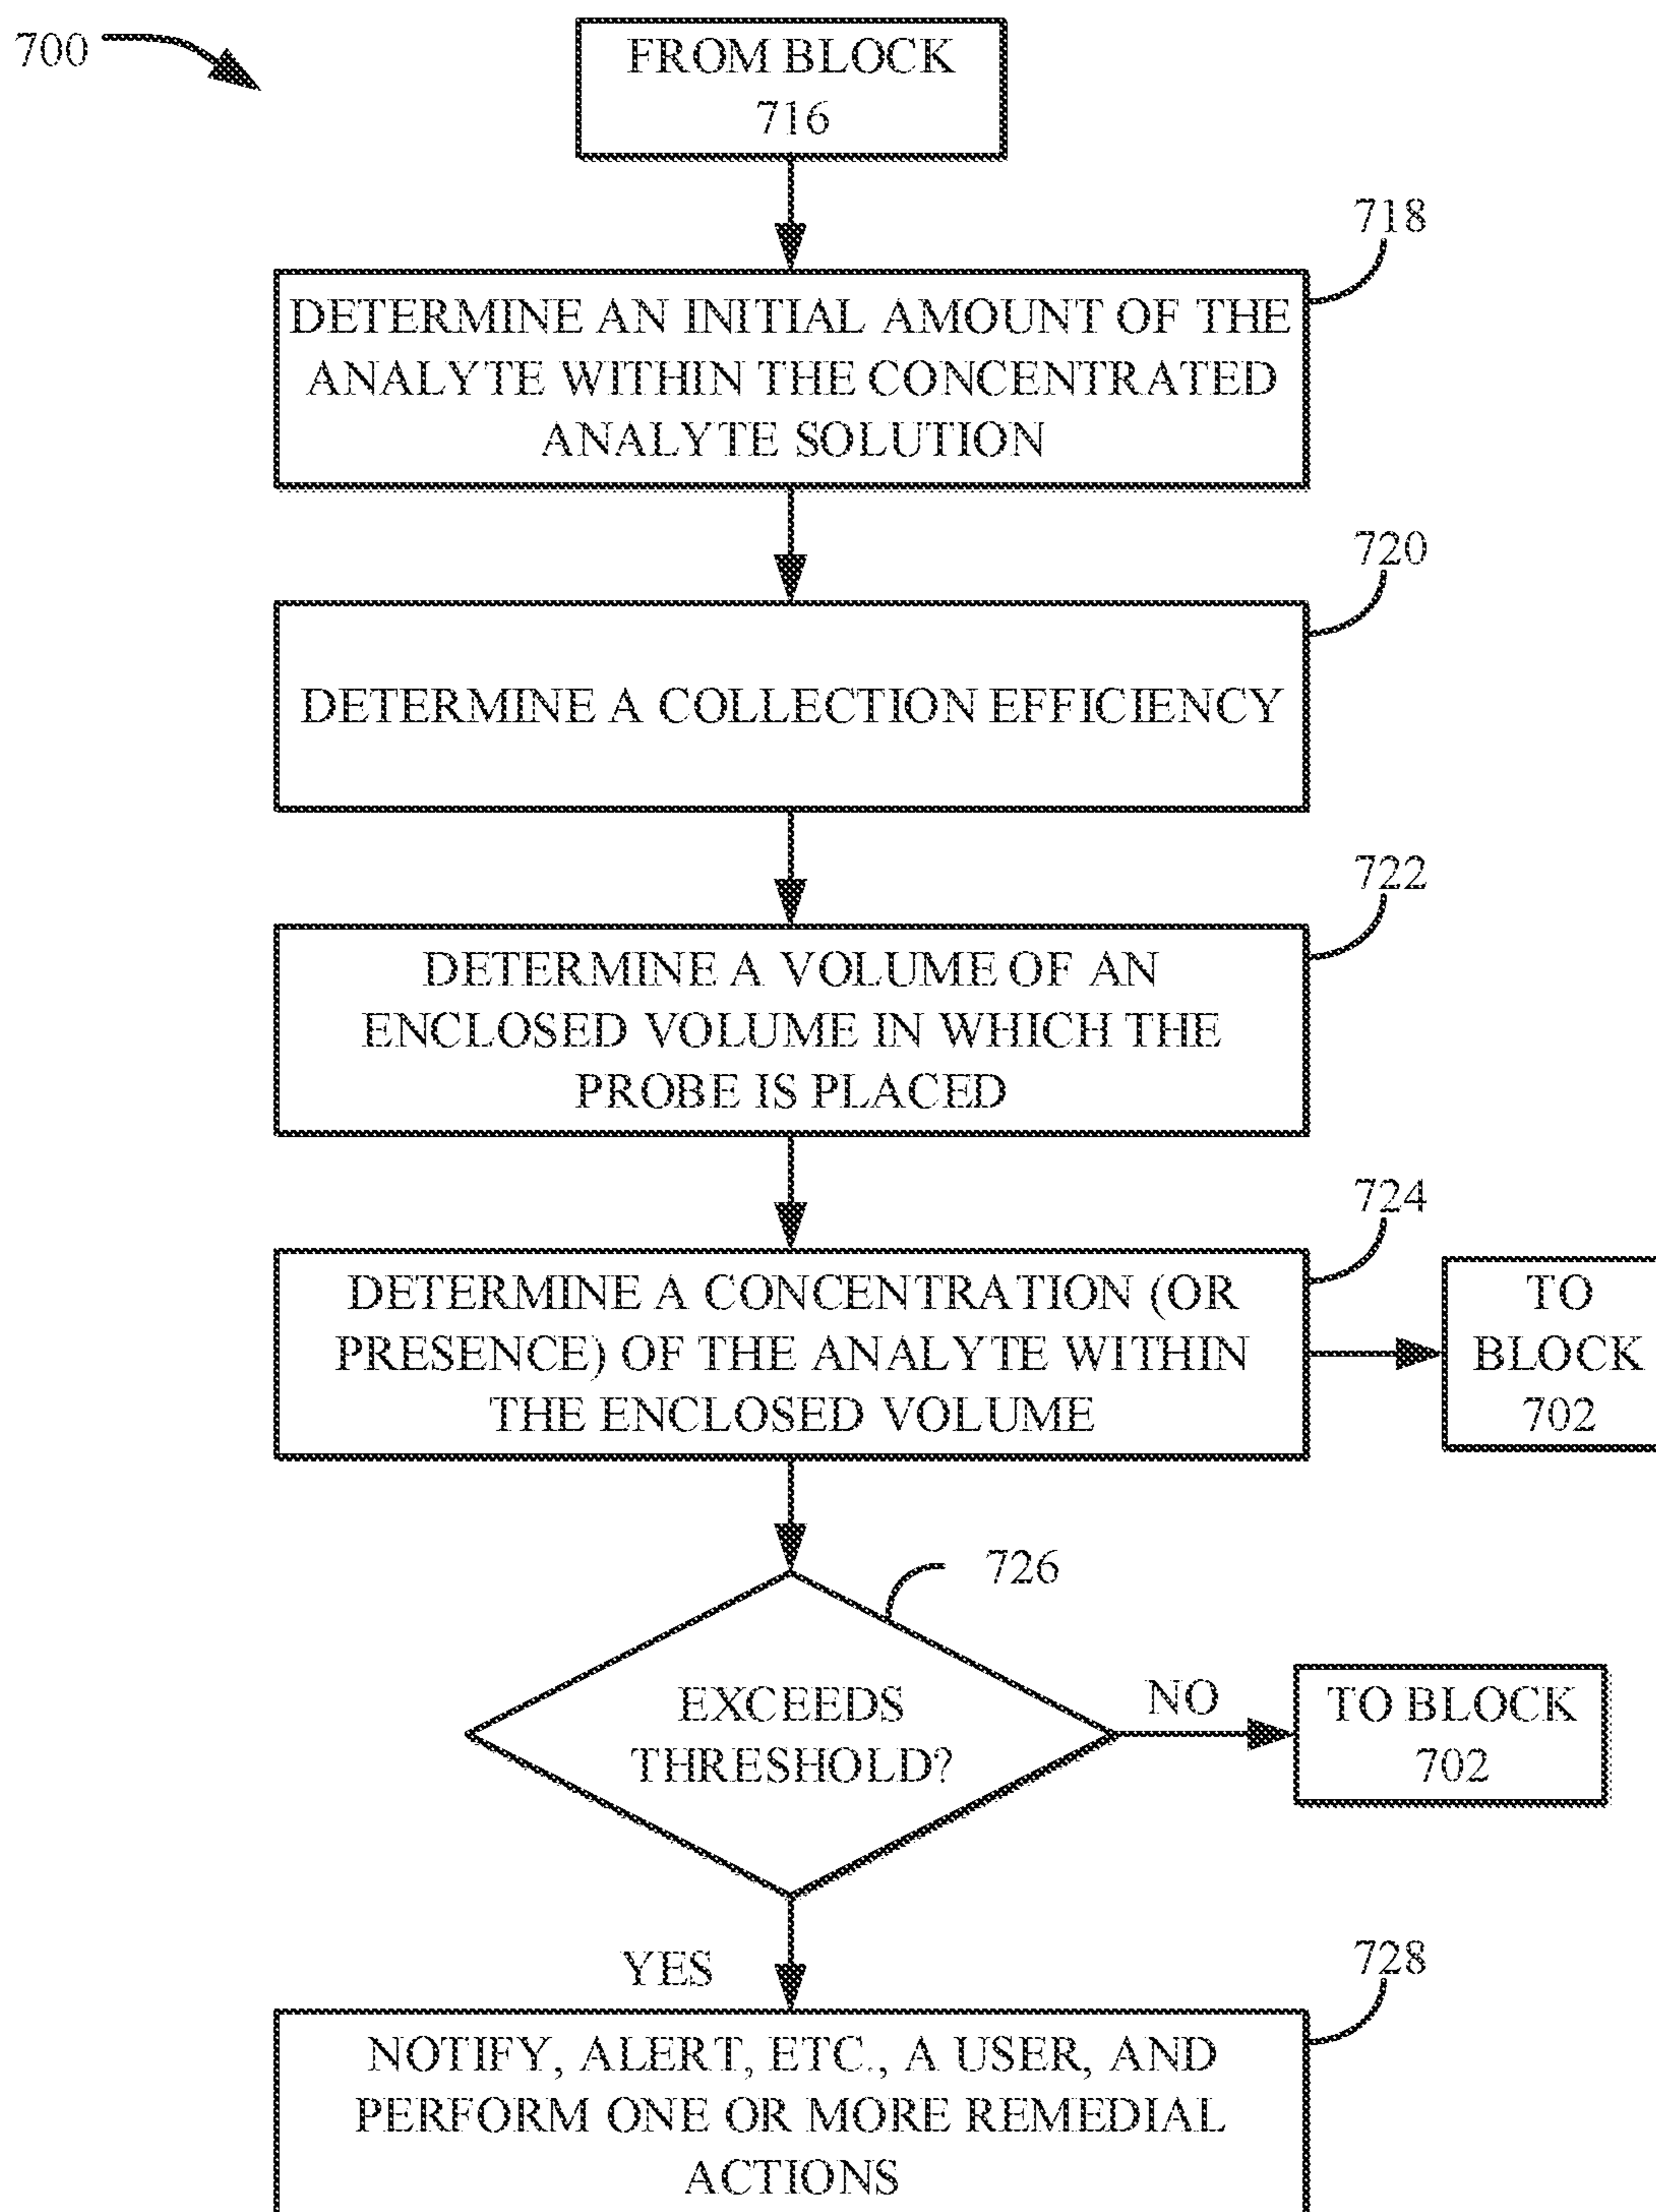 700
FROM BLOCK
716
718
DETERMINE AN INITIAL AMOUNT OF THE
ANALYTE WITHIN THE CONCENTRATED
ANALYTE SOLUTION
720
DETERMINE A COLLECTION EFFICIENCY
722
DETERMINE A VOLUME OF AN
ENCLOSED VOLUME IN WHICH THE
PROBE IS PLACED
724
DETERMINE A CONCENTRATION (OR
PRESENCE) OF THE ANALYTE WITHIN
THE ENCLOSED VOLUME
TO
BLOCK
702
726
EXCEEDS
THRESHOLD?
NO
TO BLOCK
702
YES
728
NOTIFY, ALERT, ETC., A USER, AND
PERFORM ONE OR MORE REMEDIAL
ACTIONS